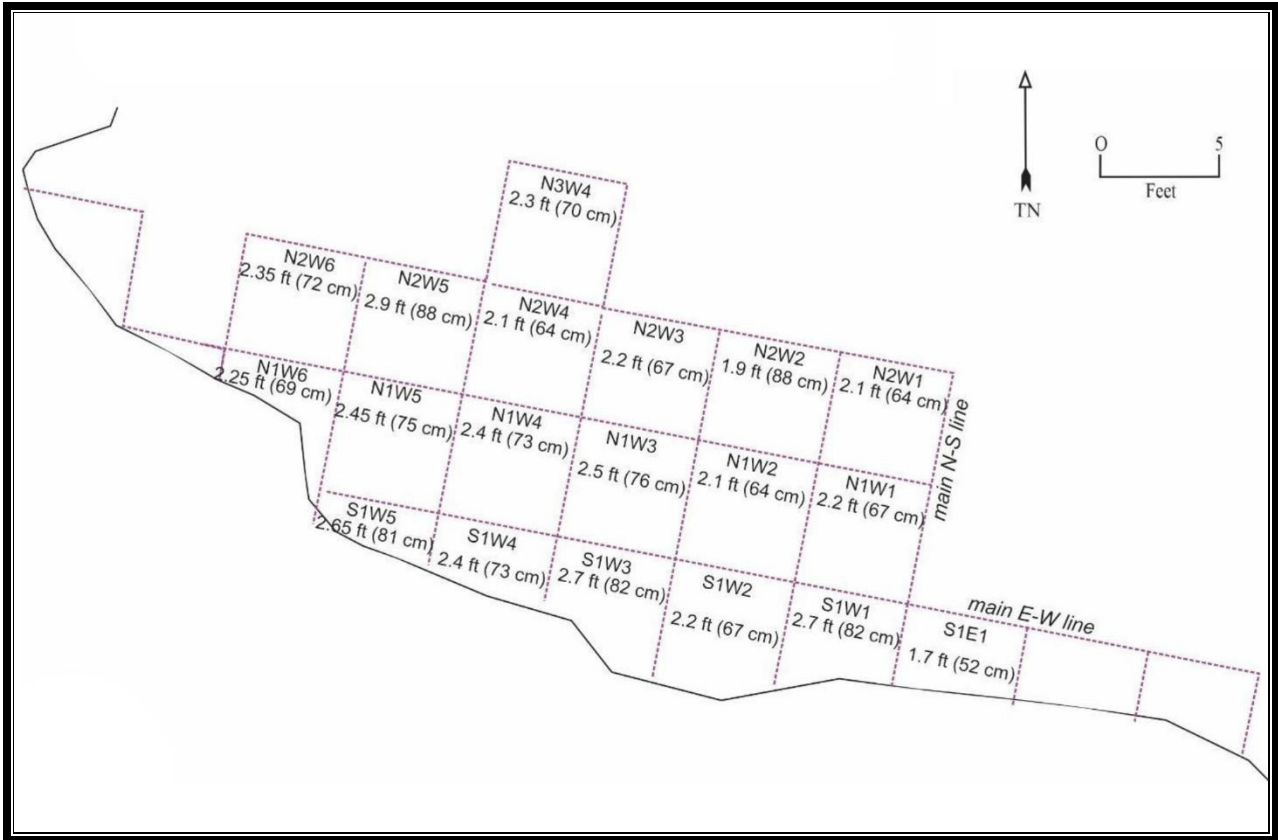 O 5
Feet
TN
N3W4
2.3 ft (70 cm)
N2W6
2.35 ft (72 cm)
N2W5
2.9 ft (88 cm)
N2W4
2.1 ft (64 cm)
N2W3
2.2 ft (67 cm)
N2W2
1.9 ft (88 cm)
N2W1
2.1 ft (64 cm)
main N-S line
N1W6
2.25 ft (69 cm)
N1W5
2.45 ft (75 cm)
N1W4
2.4 ft (73 cm)
N1W3
2.5 ft (76 cm)
N1W2
2.1 ft (64 cm)
N1W1
2.2 ft (67 cm)
S1W5
2.65 ft (81 cm)
S1W4
2.4 ft (73 cm)
S1W3
2.7 ft (82 cm)
S1W2
2.2 ft (67 cm)
S1W1
2.7 ft (82 cm)
main E-W line
S1E1
1.7 ft (52 cm)